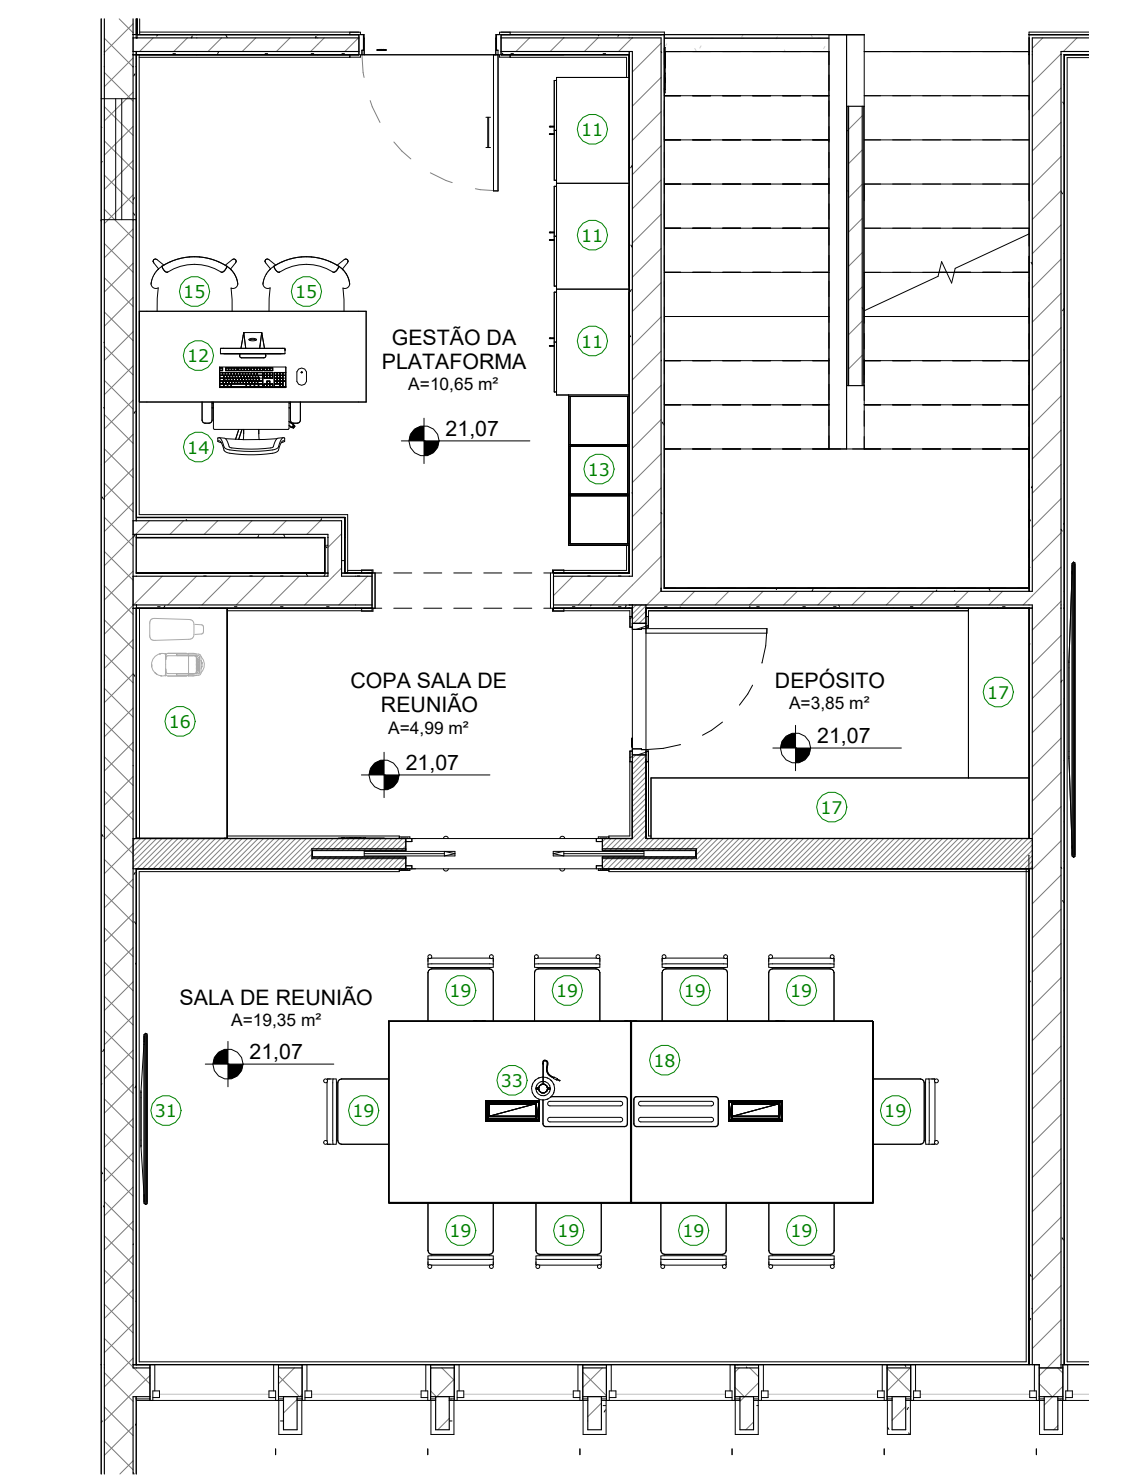 11
11
15
15
GESTÃO DA
PLATAFORMA
A=10,65 m²
12
11
21,07
14
13
COPA SALA DE
REUNIÃO
A=4,99 m²
21,07
16
DEPÓSITO
A=3,85 m²
21,07
17
17
SALA DE REUNIÃO
A=19,35 m²
21,07
19
19
19
19
18
33
31
19
19
19
19
19
19